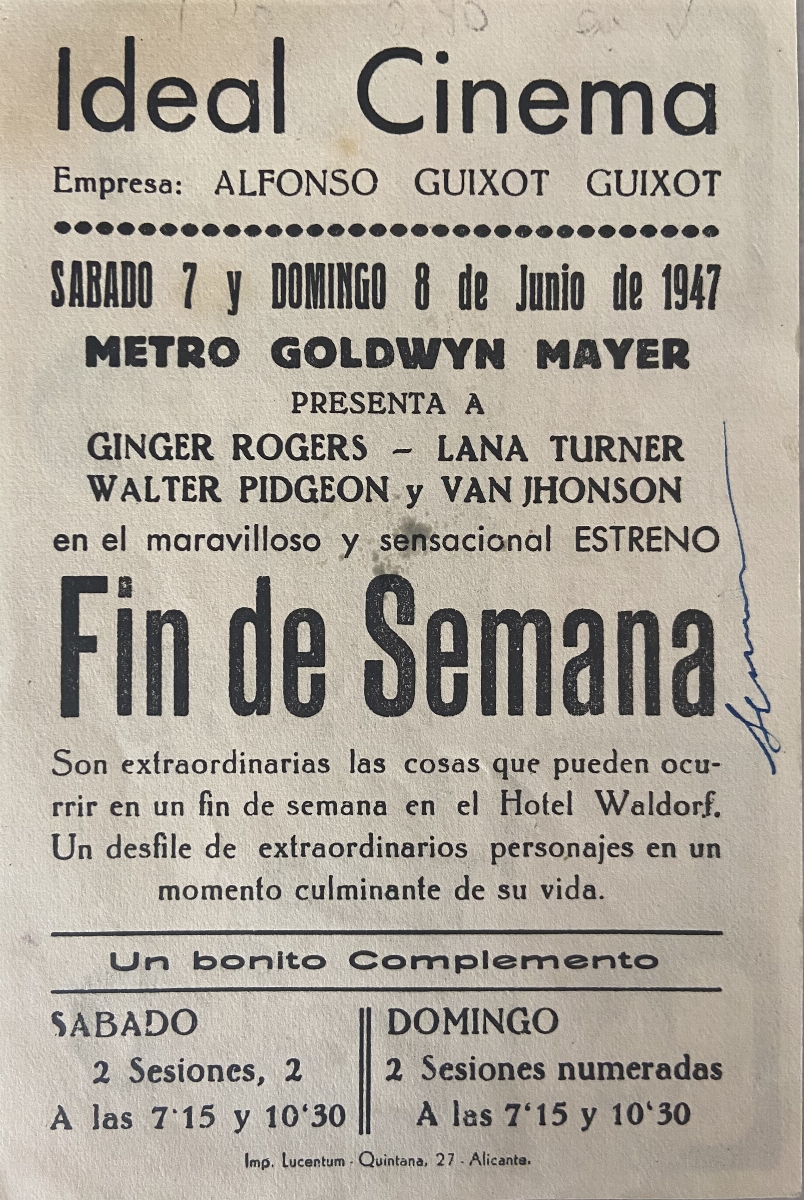 Ideal Cinema
Empresa: ALFONSO GUIXOT GUIXOT
SABADO 7 y DOMINGO 8 de Junio de 1947
METRO GOLDWYN MAYER
PRESENTA A
GINGER ROGERS - LANA TURNER
WALTER PIDGEON y VAN JHONSON
en el maravilloso y sensacional ESTRENO
Fin de Semana
Son extraordinarias las cosas que pueden ocu-
rrir en un fin de semana en el Hotel Waldorf.
Un desfile de extraordinarios personajes en un
momento culminante de su vida.
Un bonito Complemento
SABADO
2 Sesiones, 2
A las 7'15 y 10'30
DOMINGO
2 Sesiones numeradas
A las 7'15 y 10'30
Imp. Lucentum - Quintana, 27 - Alicante.